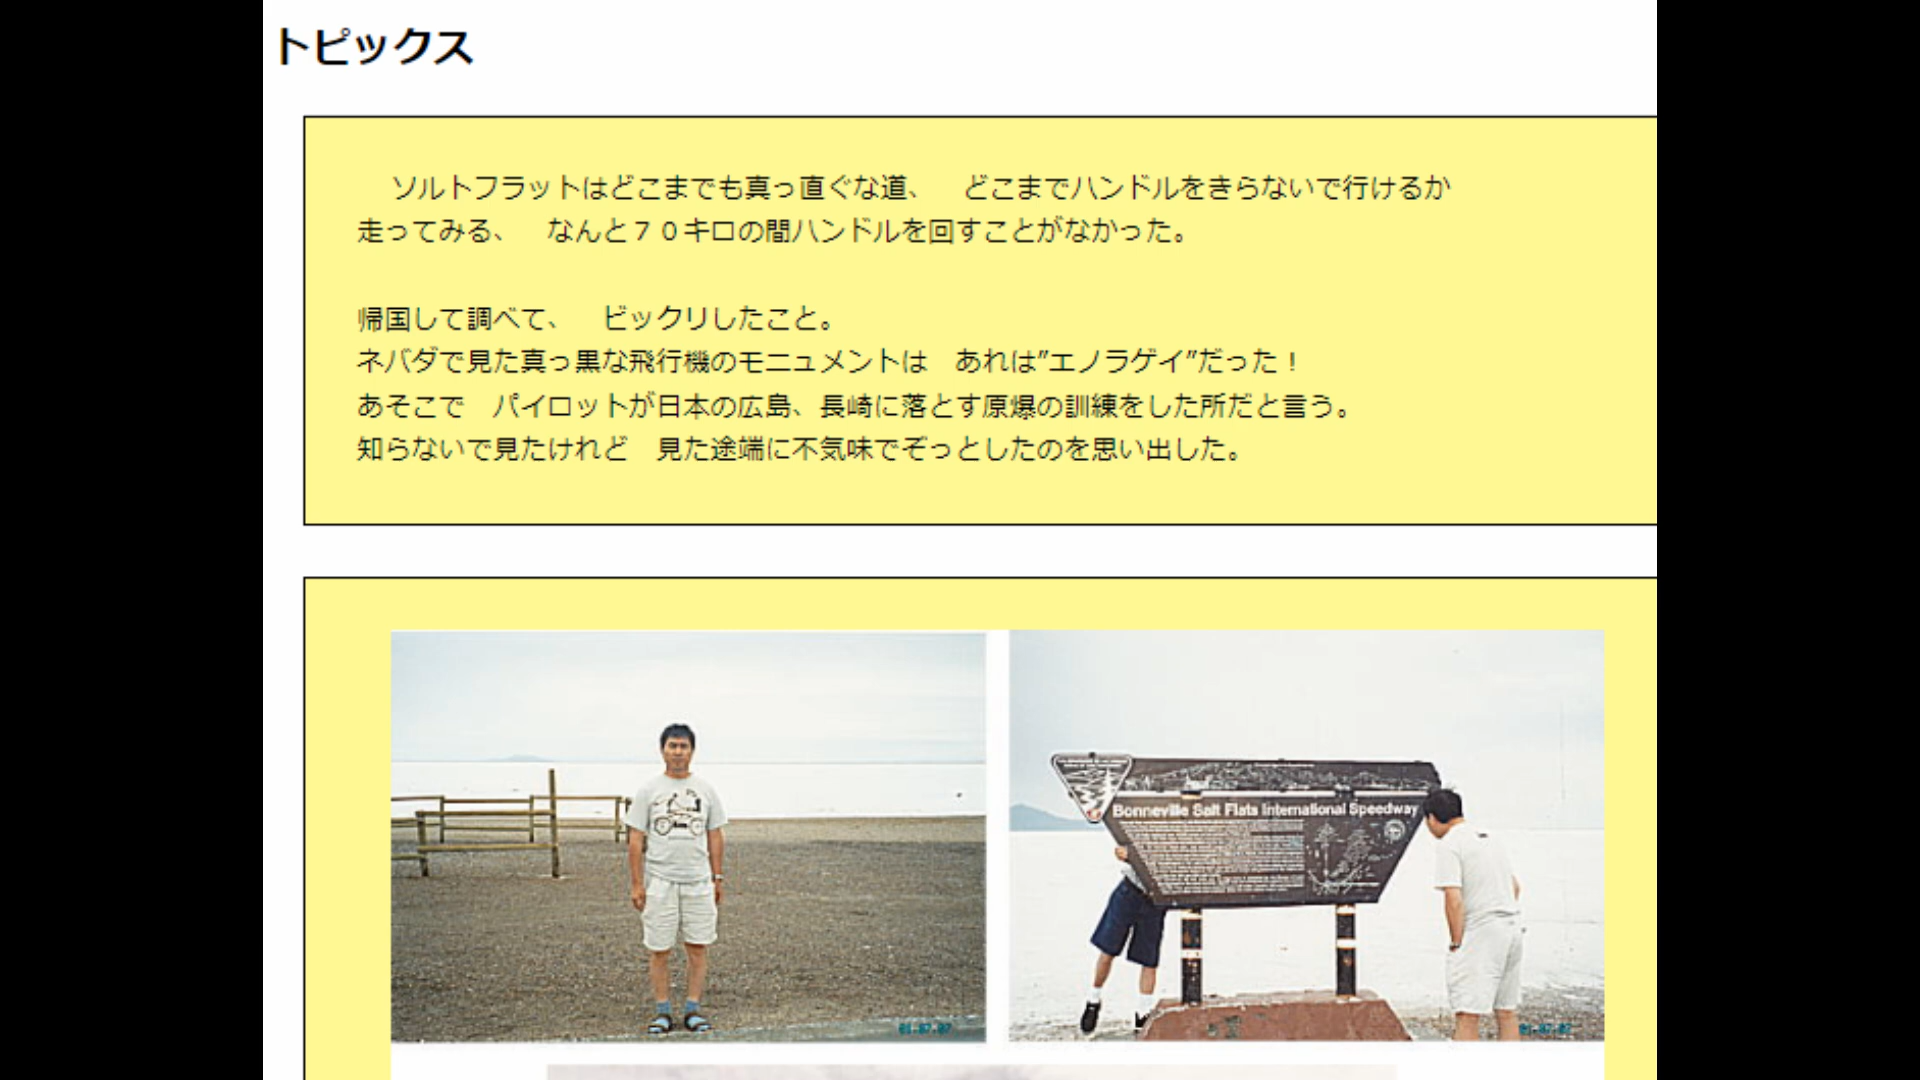 トピックス
ソルトフラットはどこまでも真っ直ぐな道、　どこまでハンドルをきらないで行けるか
走ってみる、　なんと７０キロの間ハンドルを回すことがなかった。
帰国して調べて、　ビックリしたこと。
ネバダで見た真っ黒な飛行機のモニュメントは　あれは”エノラゲイ”だった！
あそこで　パイロットが日本の広島、長崎に落とす原爆の訓練をした所だと言う。
知らないで見たけれど　見た途端に不気味でぞっとしたのを思い出した。
Bonneville Salt Flats International Speedway